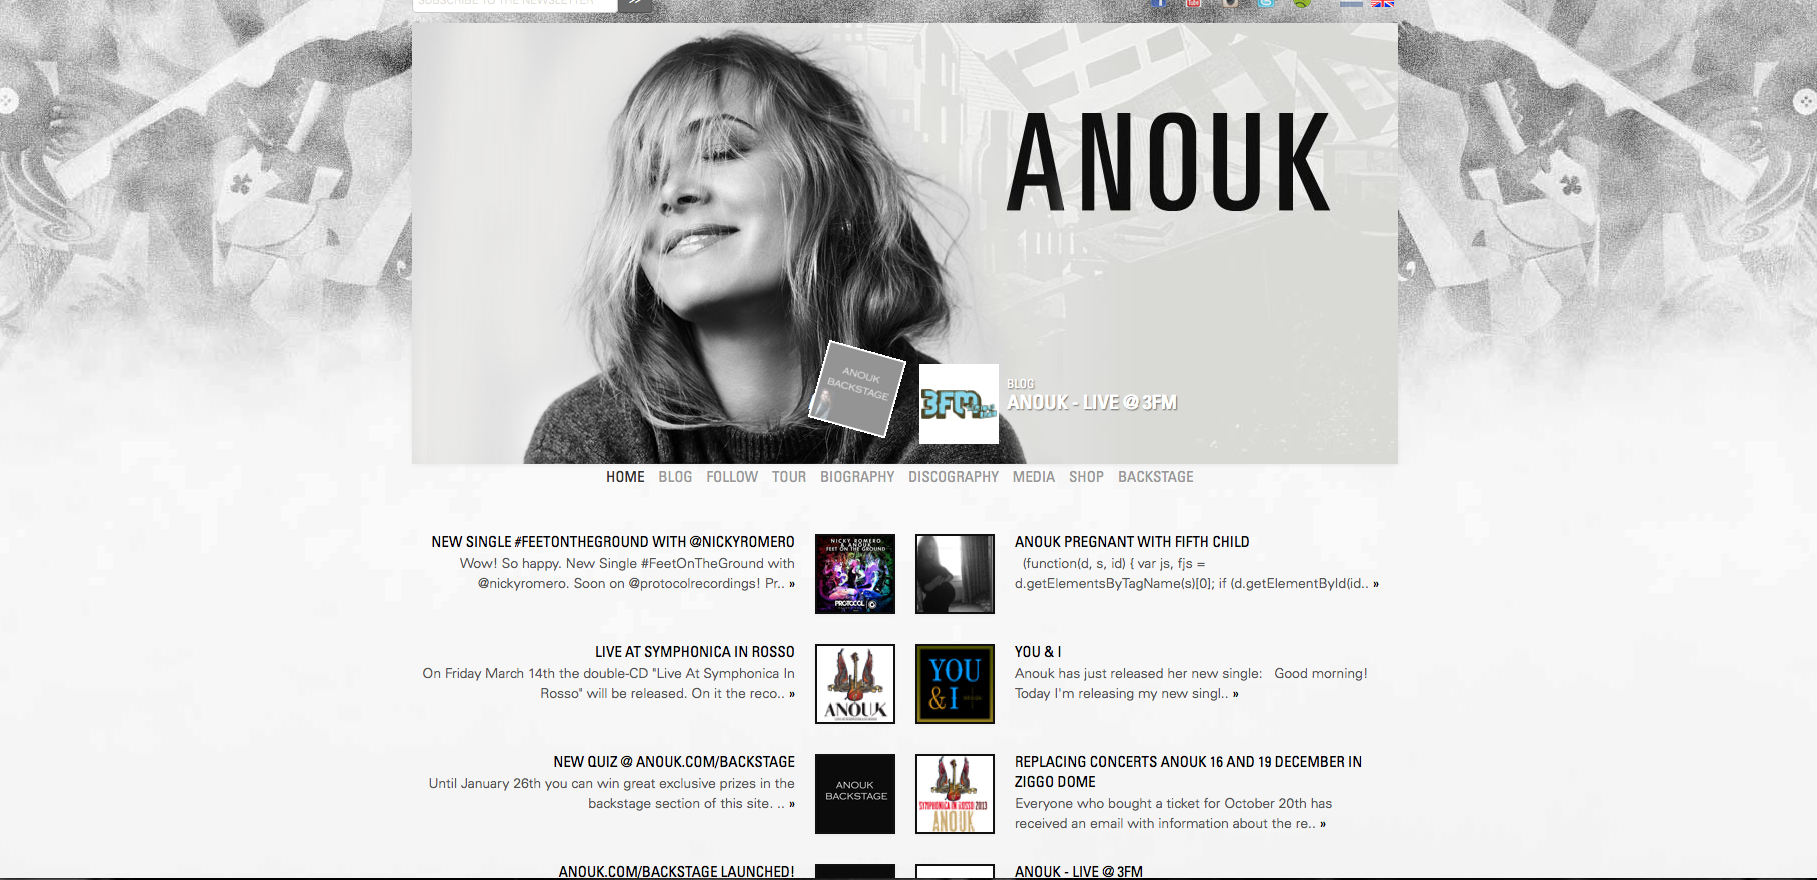 SUBSCRIBE TO THE NEWSLETTER
ANOUK
ANOUK
BACKSTAGE
3FM
BLOG
ANOUK - LIVE @ 3FM
HOME BLOG FOLLOW TOUR BIOGRAPHY DISCOGRAPHY MEDIA SHOP BACKSTAGE
NEW SINGLE #FEETONTHEGROUND WITH @NICKYROMERO
Wow! So happy. New Single #FeetOnTheGround with
@nickyromero. Soon on @protocolrecordings! Pr.. »
NICKY ROMERO
& ANOUK
FEET ON THE GROUND
PROTOCOL
ANOUK PREGNANT WITH FIFTH CHILD
(function(d, s, id) { var js, fjs =
d.getElementsByTagName(s)[0]; if (d.getElementById(id.. »
LIVE AT SYMPHONICA IN ROSSO
On Friday March 14th the double-CD "Live At Symphonica In
Rosso" will be released. On it the reco.. »
ANOUK
YOU
& I
YOU & I
Anouk has just released her new single: Good morning!
Today I'm releasing my new singl.. »
NEW QUIZ @ ANOUK.COM/BACKSTAGE
Until January 26th you can win great exclusive prizes in the
backstage section of this site. .. »
ANOUK
BACKSTAGE
SYMPHONICA IN ROSSO 2013
ANOUK
REPLACING CONCERTS ANOUK 16 AND 19 DECEMBER IN
ZIGGO DOME
Everyone who bought a ticket for October 20th has
received an email with information about the re.. »
ANOUK.COM/BACKSTAGE LAUNCHED!
ANOUK - LIVE @ 3FM